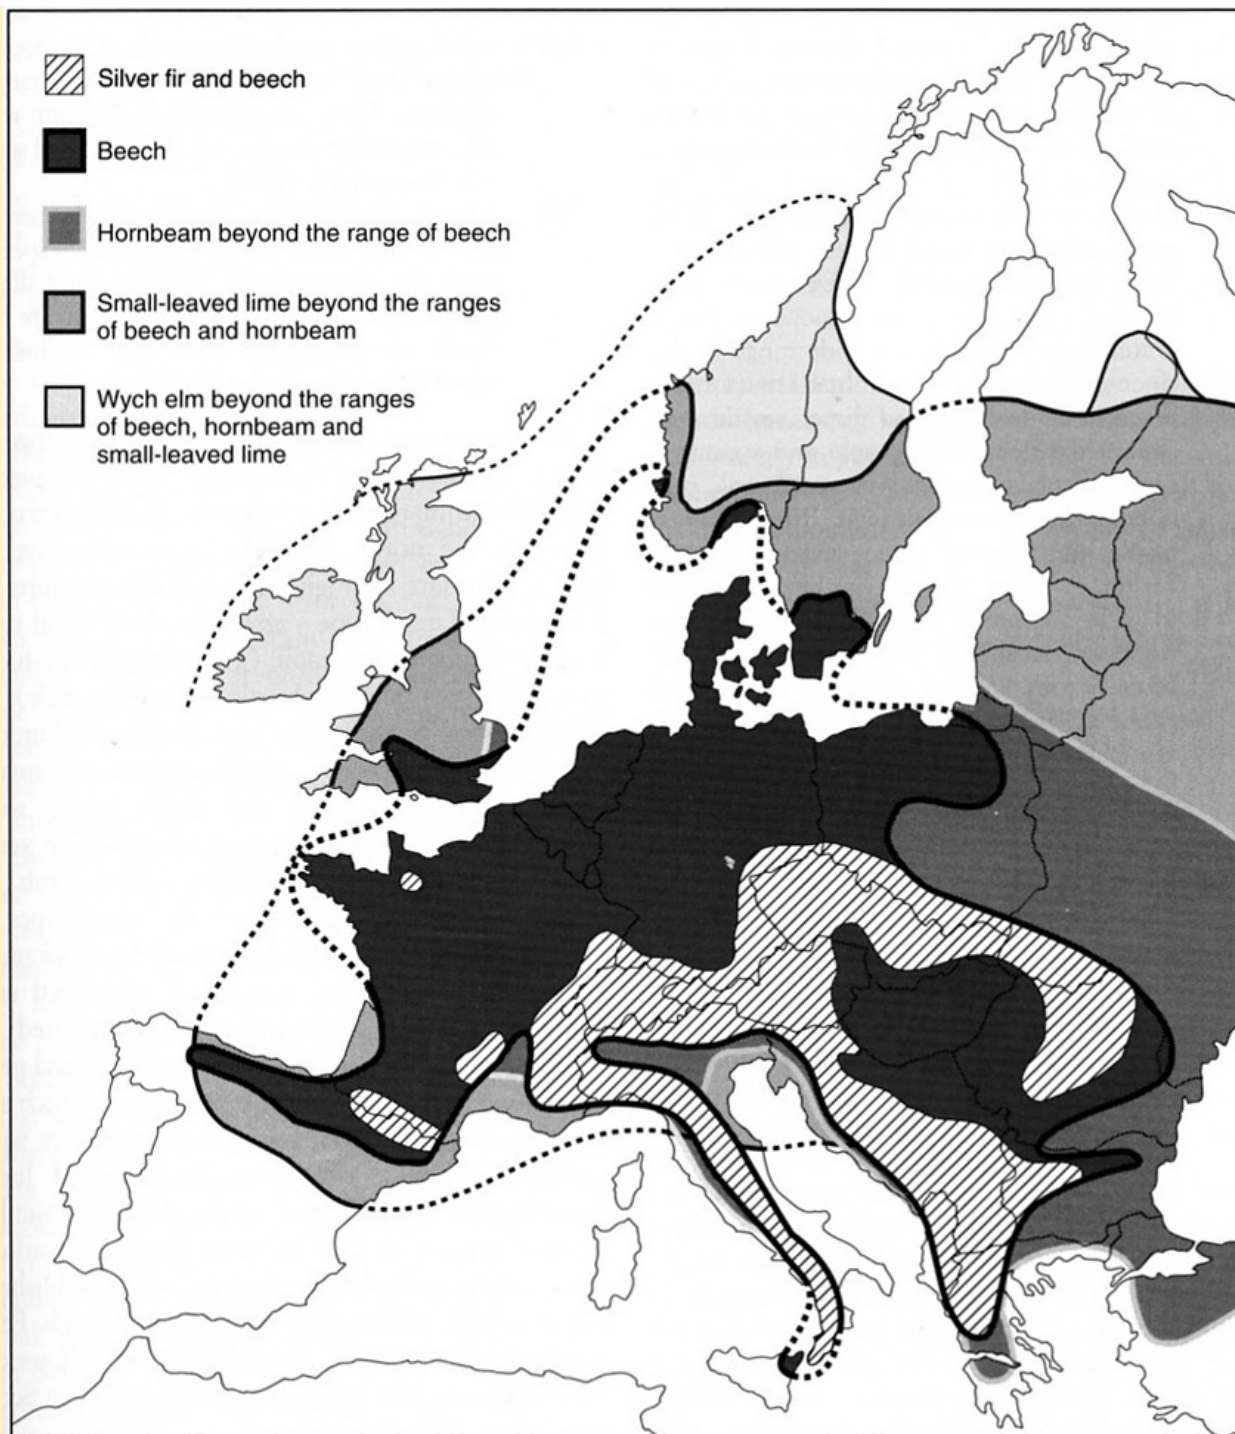 Silver fir and beech
Beech
Hornbeam beyond the range of beech
Small-leaved lime beyond the ranges
of beech and hornbeam
Wych elm beyond the ranges
of beech, hornbeam and
small-leaved lime